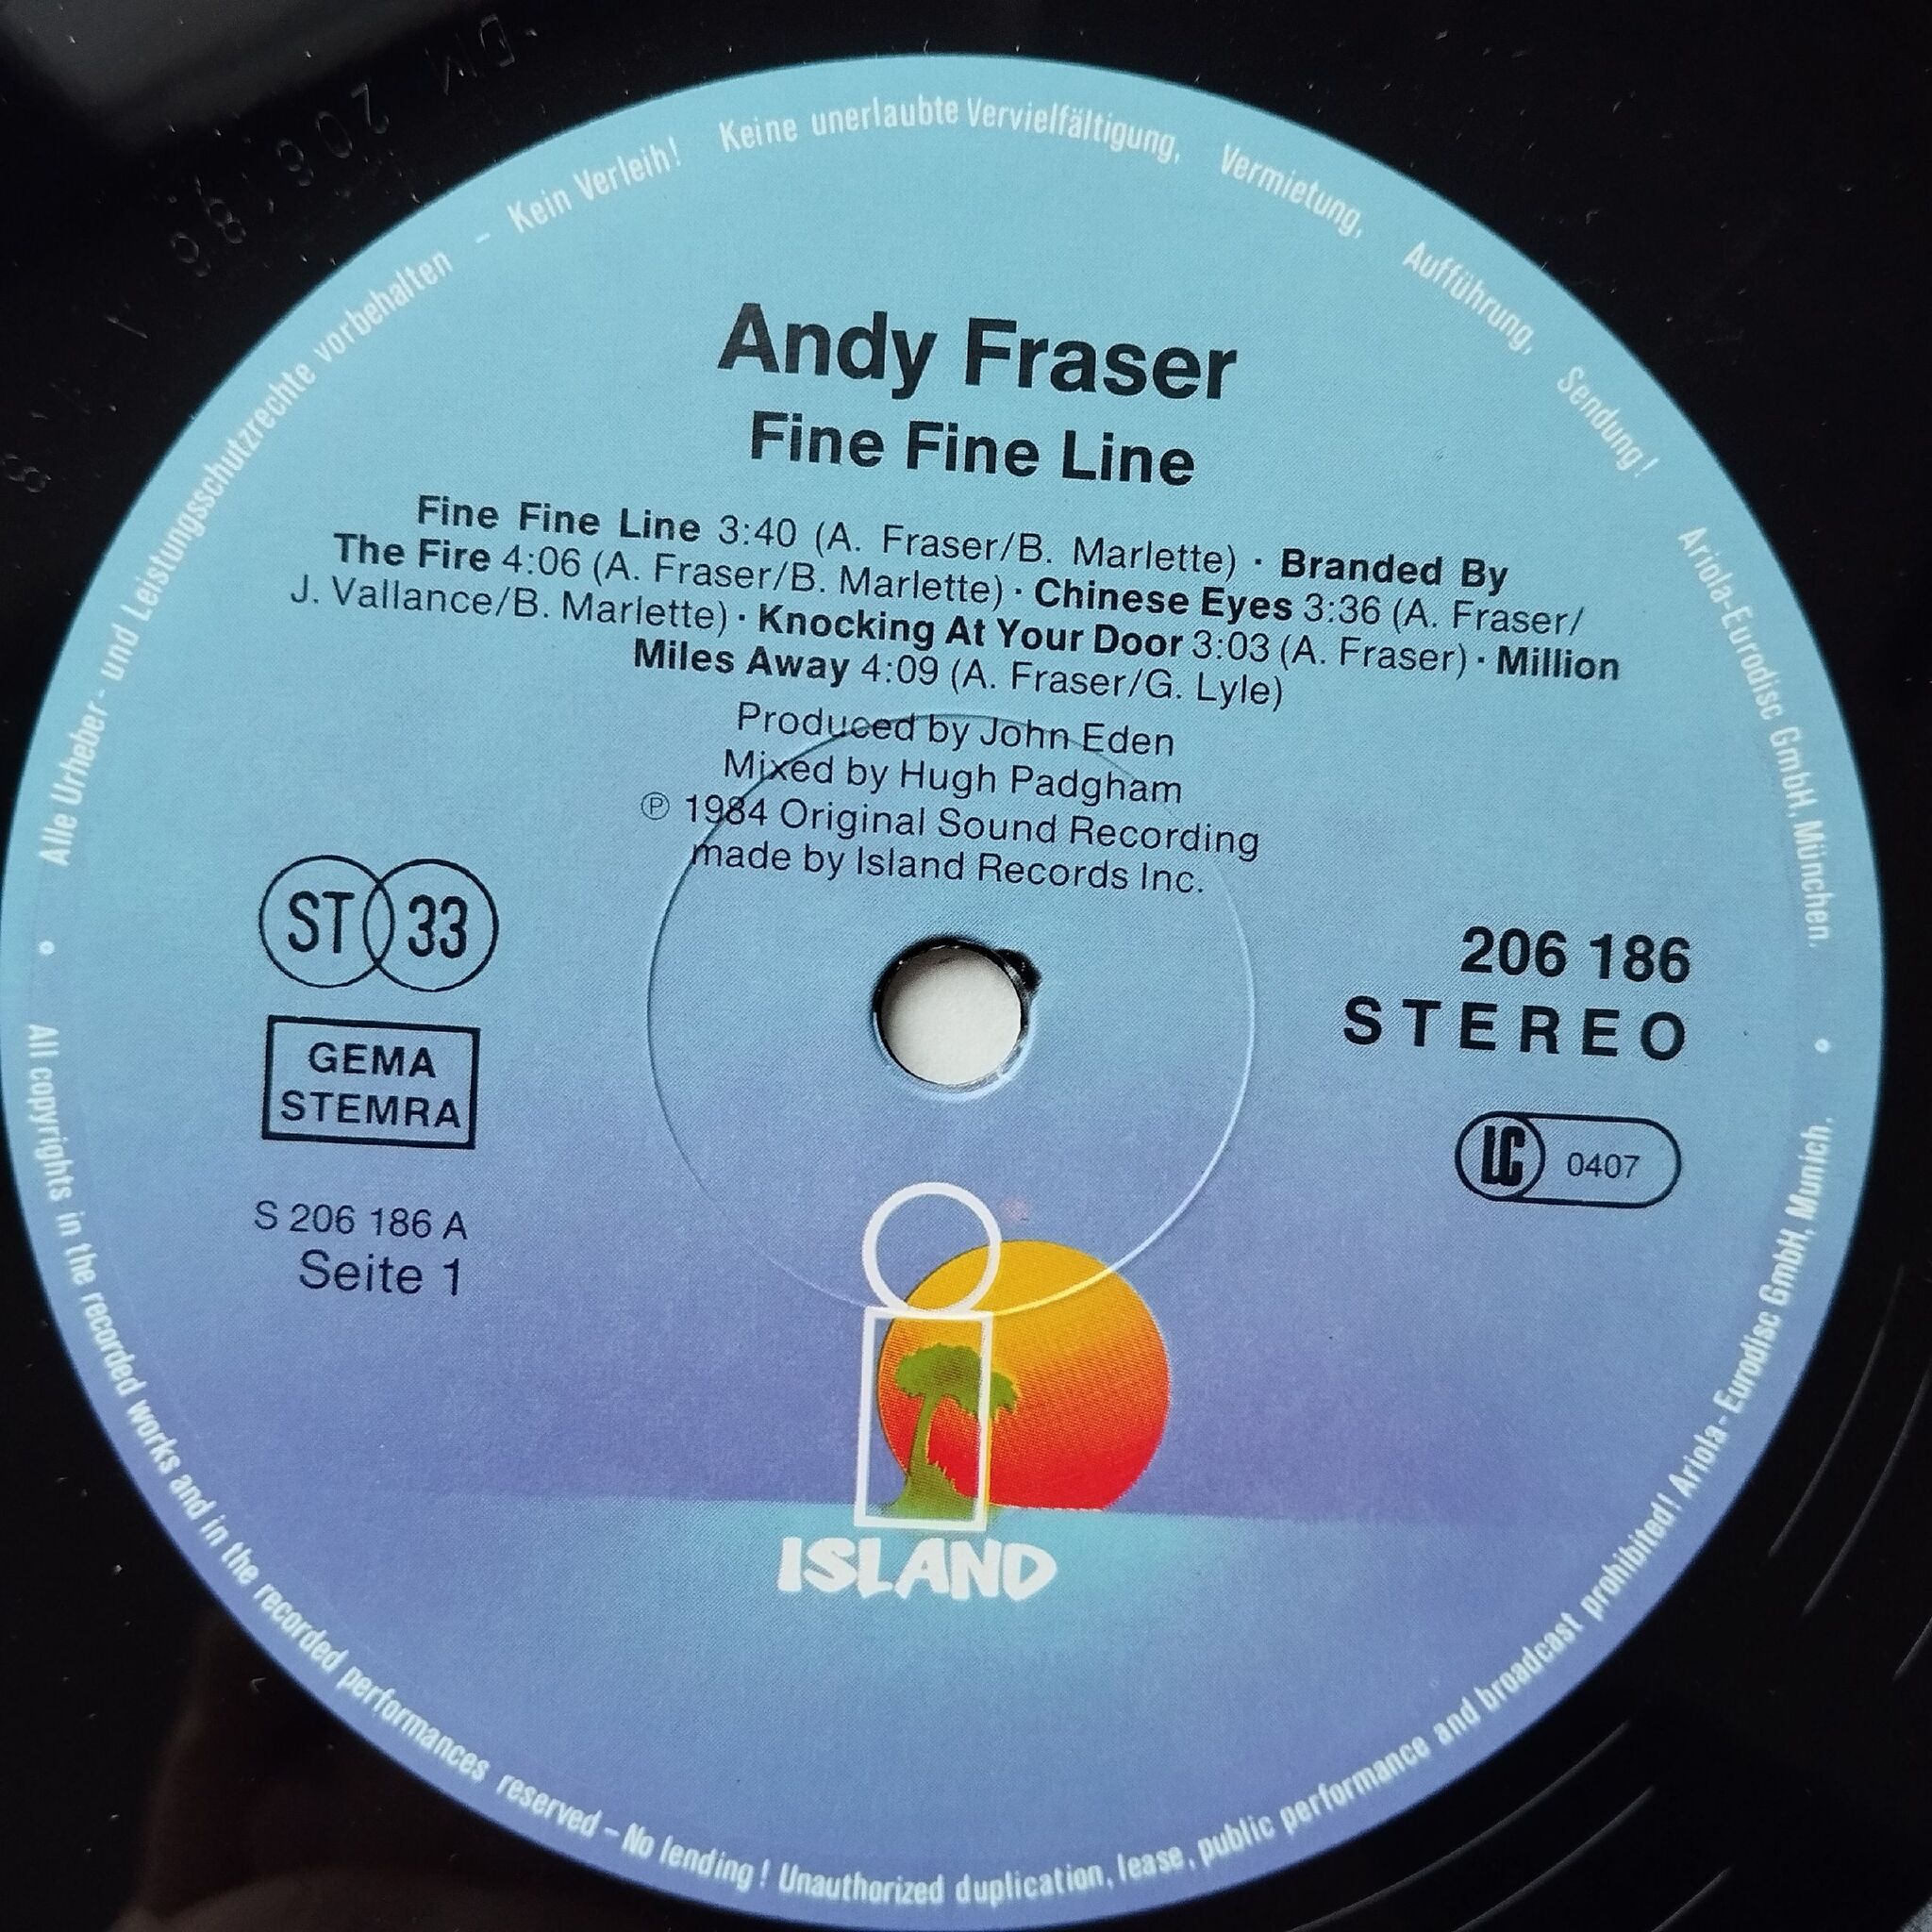 Alle Urheber- und Leistungsschutzrechte vorbehalten – Kein Verleih! Keine unerlaubte Vervielfältigung, Vermietung, Aufführung, Sendung! Ariola-Eurodisc GmbH, München.
Andy Fraser
Fine Fine Line
Fine Fine Line 3:40 (A. Fraser/B. Marlette) · Branded By
The Fire 4:06 (A. Fraser/B. Marlette) · Chinese Eyes 3:36 (A. Fraser/
J. Vallance/B. Marlette) · Knocking At Your Door 3:03 (A. Fraser) · Million
Miles Away 4:09 (A. Fraser/G. Lyle)
Produced by John Eden
Mixed by Hugh Padgham
Ⓟ 1984 Original Sound Recording
made by Island Records Inc.
ST 33
GEMA
STEMRA
S 206 186 A
Seite 1
206 186
STEREO
LC 0407
ISLAND
All copyrights in the recorded works and in the recorded performances reserved – No lending! Unauthorized duplication, lease, public performance and broadcast prohibited! Ariola-Eurodisc GmbH, Munich.